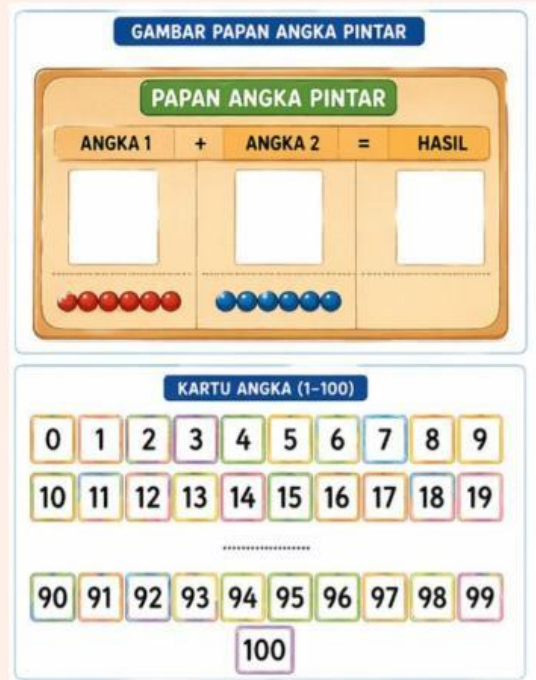 GAMBAR PAPAN ANGKA PINTAR
PAPAN ANGKA PINTAR
ANGKA 1 + ANGKA 2 = HASIL
KARTU ANGKA (1-100)
0 1 2 3 4 5 6 7 8 9
10 11 12 13 14 15 16 17 18 19
...................
90 91 92 93 94 95 96 97 98 99
100